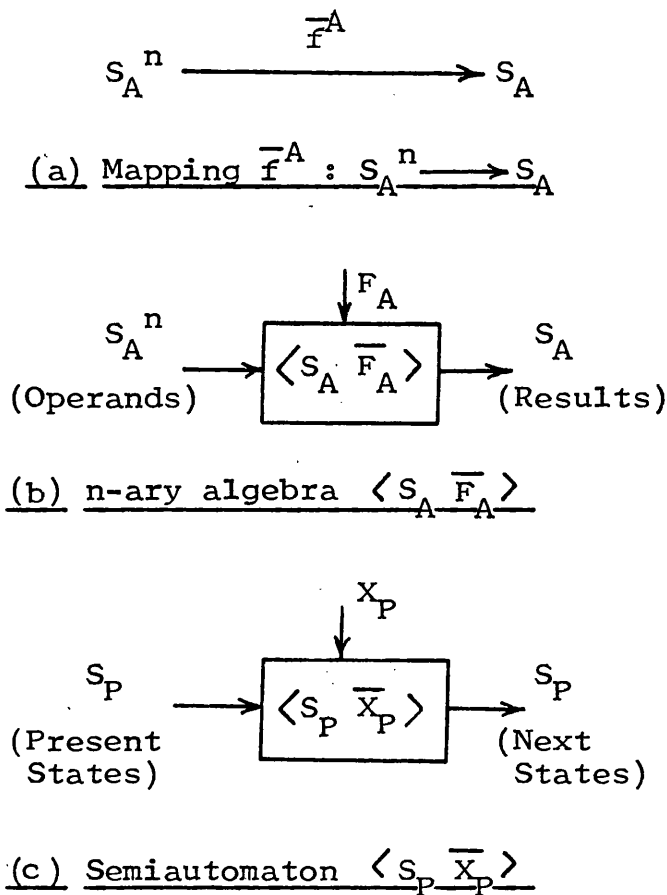 f̅^A
S_A^n ⟶ S_A
(a) Mapping f̅^A : S_A^n ⟶ S_A
F_A
S_A^n ⟨S_A F̅_A⟩ S_A
(Operands) (Results)
(b) n-ary algebra ⟨S_A F̅_A⟩
X_P
S_P ⟨S_P X̅_P⟩ S_P
(Present (Next
States) States)
(c) Semiautomaton ⟨S_P X̅_P⟩